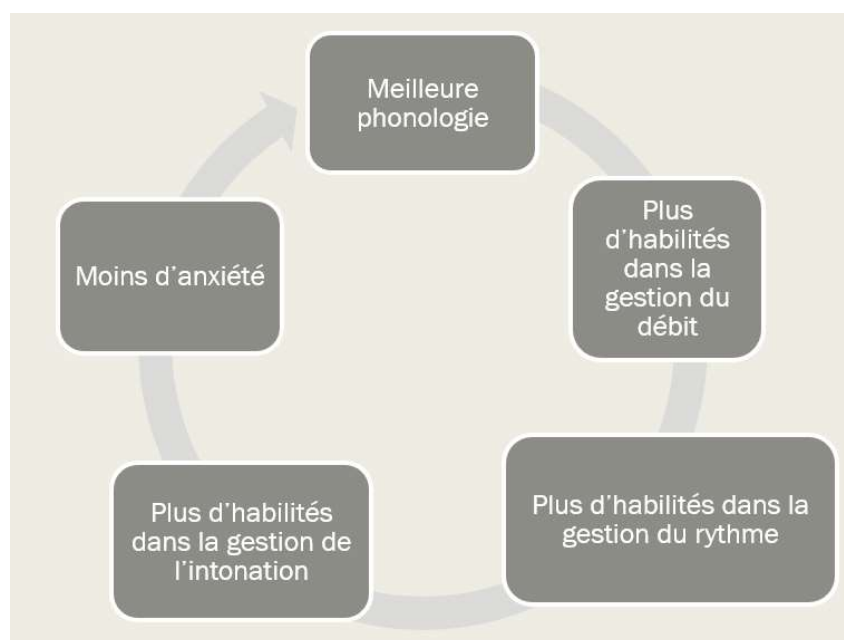 Meilleure
phonologie
Plus
d'habilités
dans la
gestion du
débit
Plus d'habilités dans la
gestion du rythme
Plus d'habilités
dans la gestion de
l'intonation
Moins d'anxiété